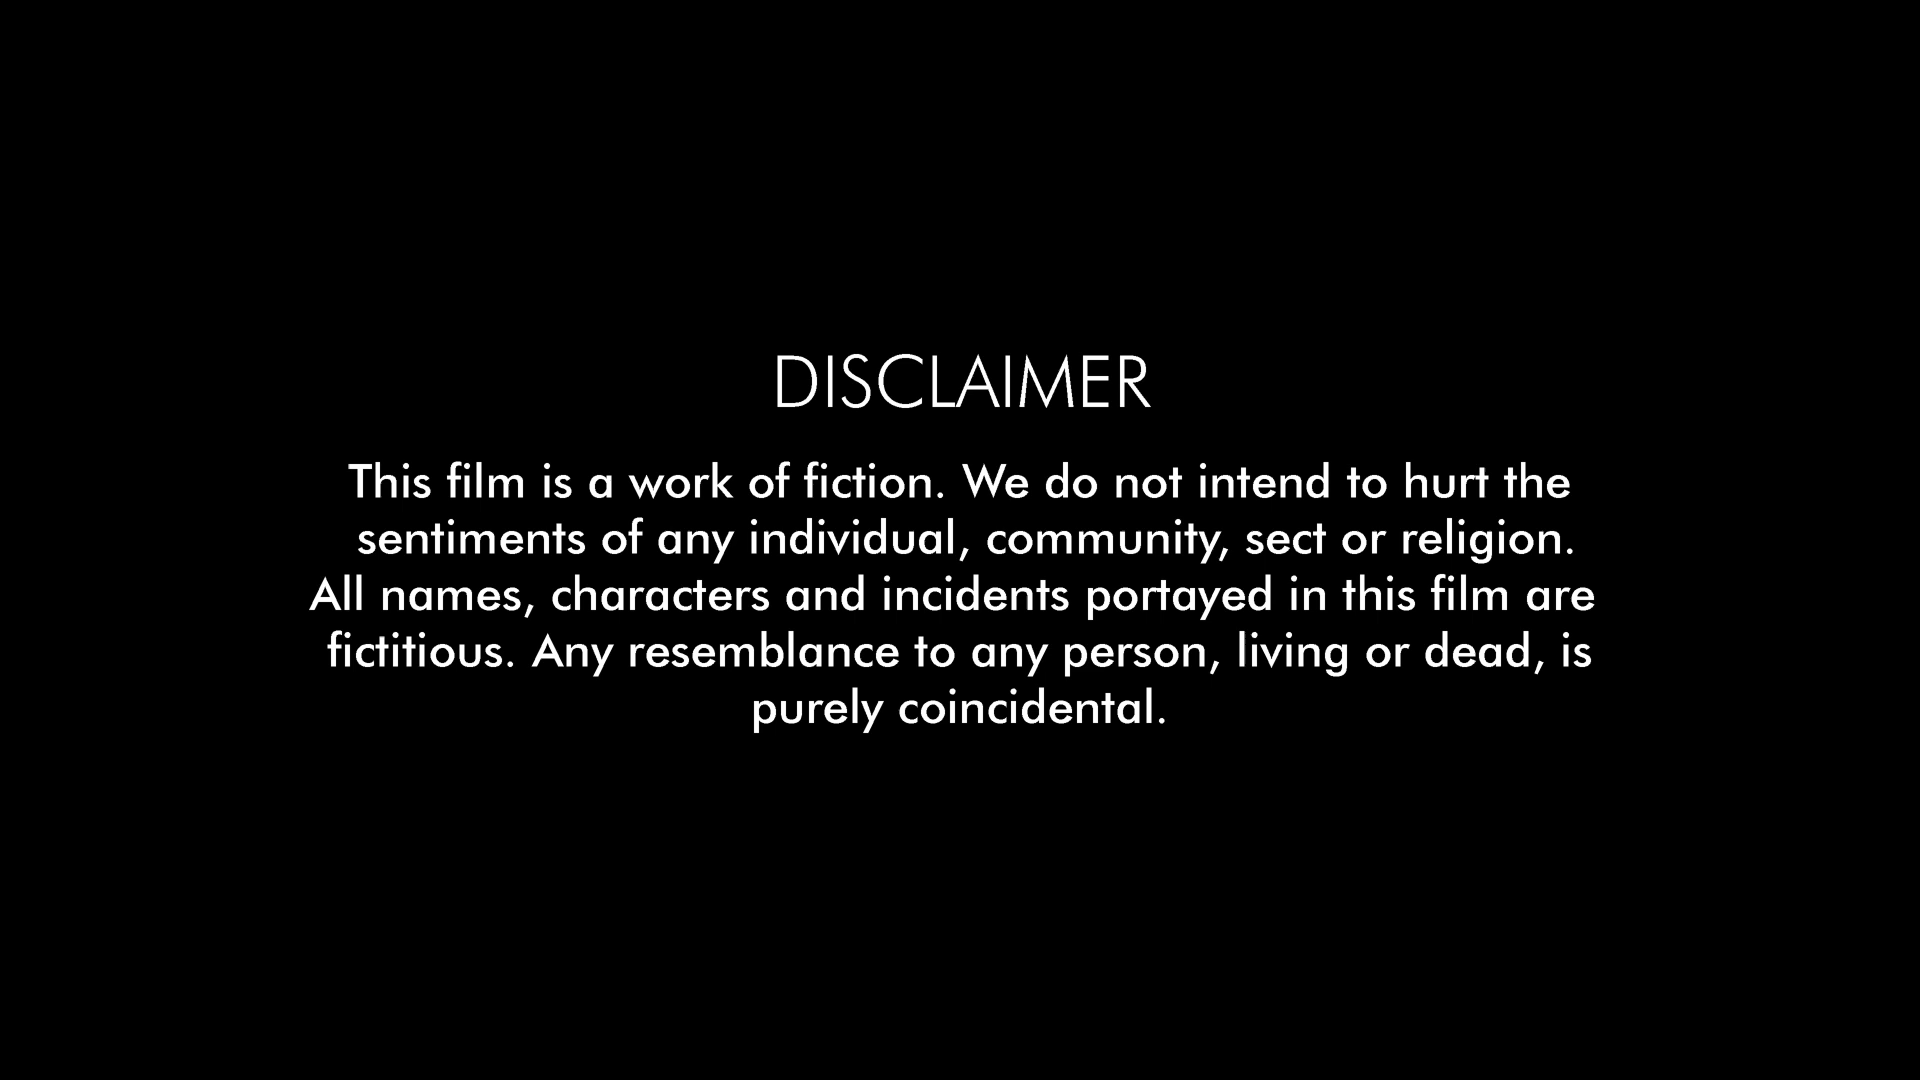 DISCLAIMER
This film is a work of fiction. We do not intend to hurt the
sentiments of any individual, community, sect or religion.
All names, characters and incidents portayed in this film are
fictitious. Any resemblance to any person, living or dead, is
purely coincidental.